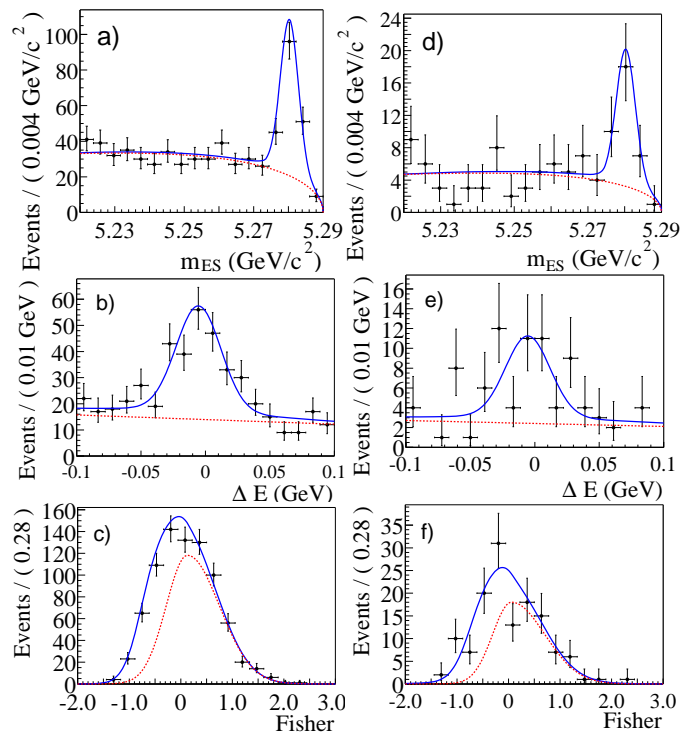 a)
Events / ( 0.004 GeV/c²)
100
80
60
40
20
0
5.23 5.25 5.27 5.29
m_ES (GeV/c²)
d)
Events / ( 0.004 GeV/c²)
24
20
16
12
8
4
0
5.23 5.25 5.27 5.29
m_ES (GeV/c²)
b)
Events / ( 0.01 GeV )
60
50
40
30
20
10
0
-0.1 -0.05 0 0.05 0.1
Δ E (GeV)
e)
Events / ( 0.01 GeV )
16
14
12
10
8
6
4
2
0
-0.1 -0.05 0 0.05 0.1
Δ E (GeV)
c)
Events / ( 0.28 )
160
140
120
100
80
60
40
20
0
-2.0 -1.0 0 1.0 2.0 3.0
Fisher
f)
Events / ( 0.28 )
35
30
25
20
15
10
5
0
-2.0 -1.0 0 1.0 2.0 3.0
Fisher